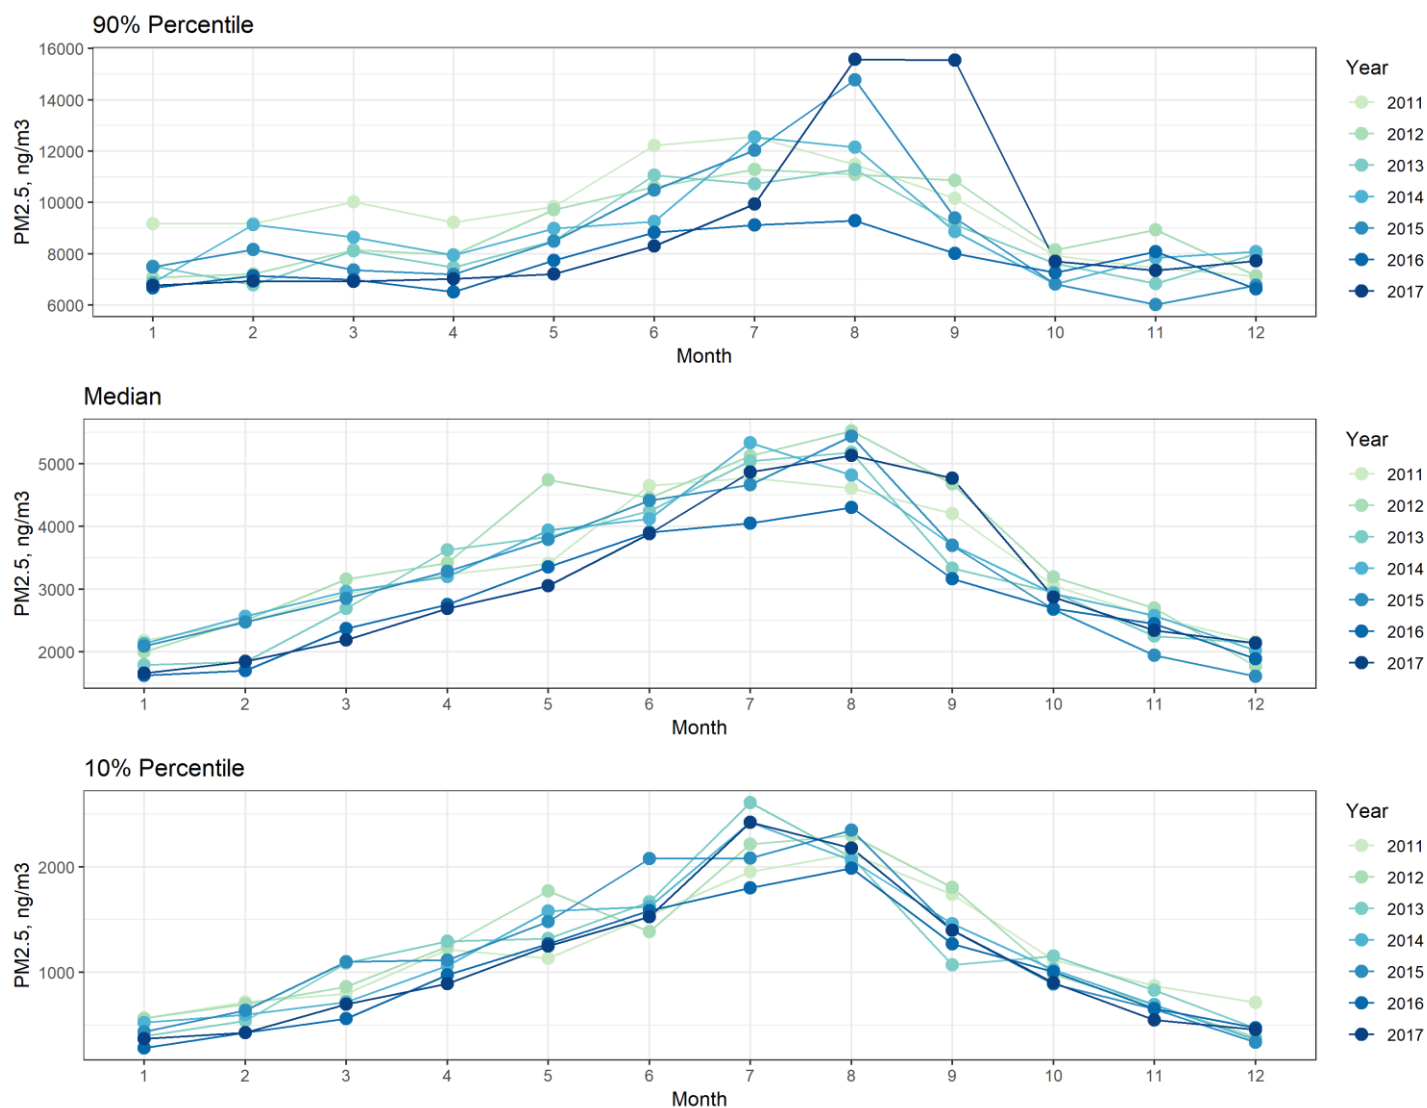 90% Percentile
16000
14000
12000
10000
8000
6000
PM2.5, ng/m3
1 2 3 4 5 6 7 8 9 10 11 12
Month
Year
2011
2012
2013
2014
2015
2016
2017
Median
5000
4000
3000
2000
PM2.5, ng/m3
1 2 3 4 5 6 7 8 9 10 11 12
Month
Year
2011
2012
2013
2014
2015
2016
2017
10% Percentile
2000
1000
PM2.5, ng/m3
1 2 3 4 5 6 7 8 9 10 11 12
Month
Year
2011
2012
2013
2014
2015
2016
2017